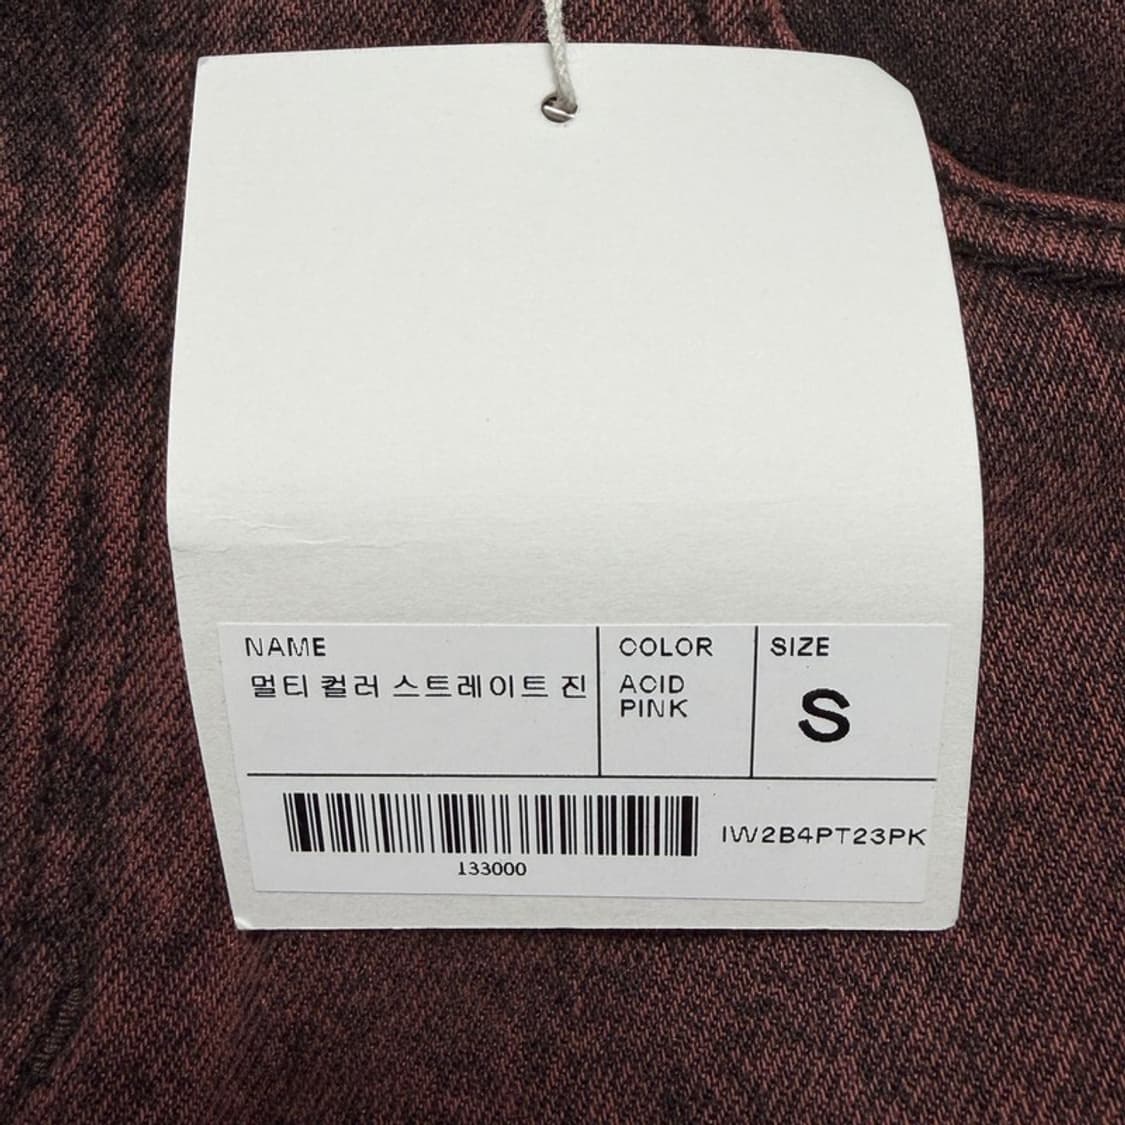 NAME
멀티 컬러 스트레이트 진
COLOR
ACID
PINK
SIZE
S
133000
IW2B4PT23PK